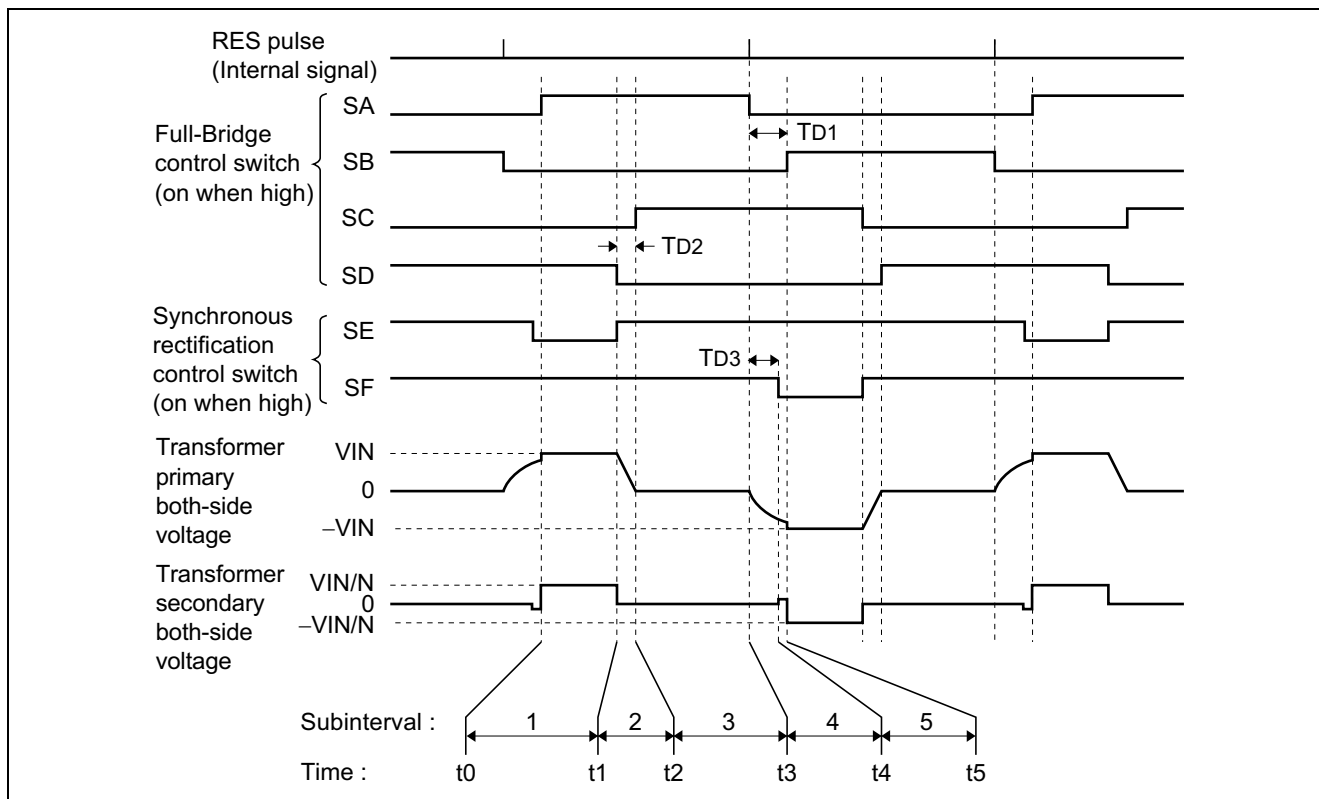 RES pulse
(Internal signal)
Full-Bridge
control switch
(on when high)
SA
TD1
SB
SC
TD2
SD
Synchronous
rectification
control switch
(on when high)
SE
TD3
SF
Transformer
primary
both-side
voltage
VIN
0
–VIN
Transformer
secondary
both-side
voltage
VIN/N
0
–VIN/N
Subinterval : 1 2 3 4 5
Time : t0 t1 t2 t3 t4 t5